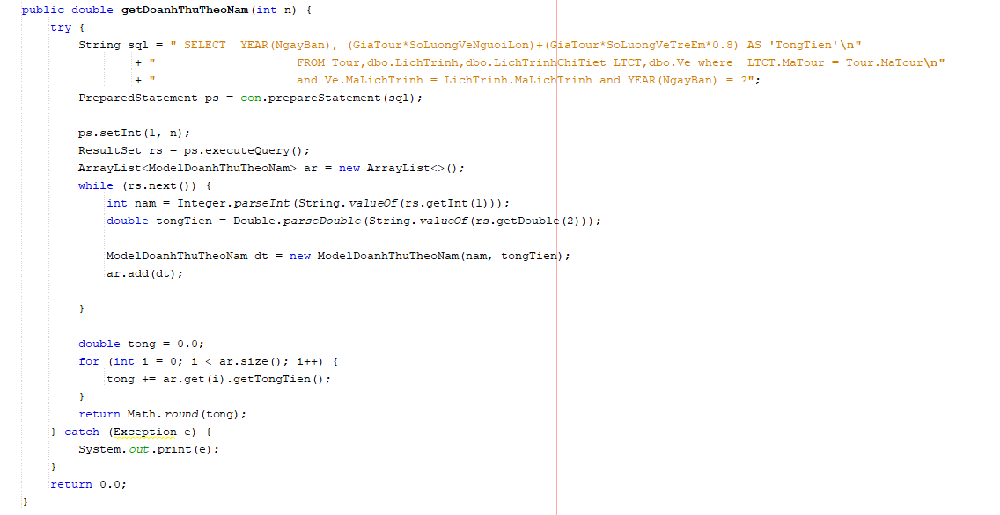 public double getDoanhThuTheoNam(int n) {
try {
String sql = " SELECT  YEAR(NgayBan), (GiaTour*SoLuongVeNguoiLon)+(GiaTour*SoLuongVeTreEm*0.8) AS 'TongTien'\n"
+ "                    FROM Tour,dbo.LichTrinh,dbo.LichTrinhChiTiet LTCT,dbo.Ve where  LTCT.MaTour = Tour.MaTour\n"
+ "                    and Ve.MaLichTrinh = LichTrinh.MaLichTrinh and YEAR(NgayBan) = ?";
PreparedStatement ps = con.prepareStatement(sql);
ps.setInt(1, n);
ResultSet rs = ps.executeQuery();
ArrayList<ModelDoanhThuTheoNam> ar = new ArrayList<>();
while (rs.next()) {
int nam = Integer.parseInt(String.valueOf(rs.getInt(1)));
double tongTien = Double.parseDouble(String.valueOf(rs.getDouble(2)));
ModelDoanhThuTheoNam dt = new ModelDoanhThuTheoNam(nam, tongTien);
ar.add(dt);
}
double tong = 0.0;
for (int i = 0; i < ar.size(); i++) {
tong += ar.get(i).getTongTien();
}
return Math.round(tong);
} catch (Exception e) {
System.out.print(e);
}
return 0.0;
}